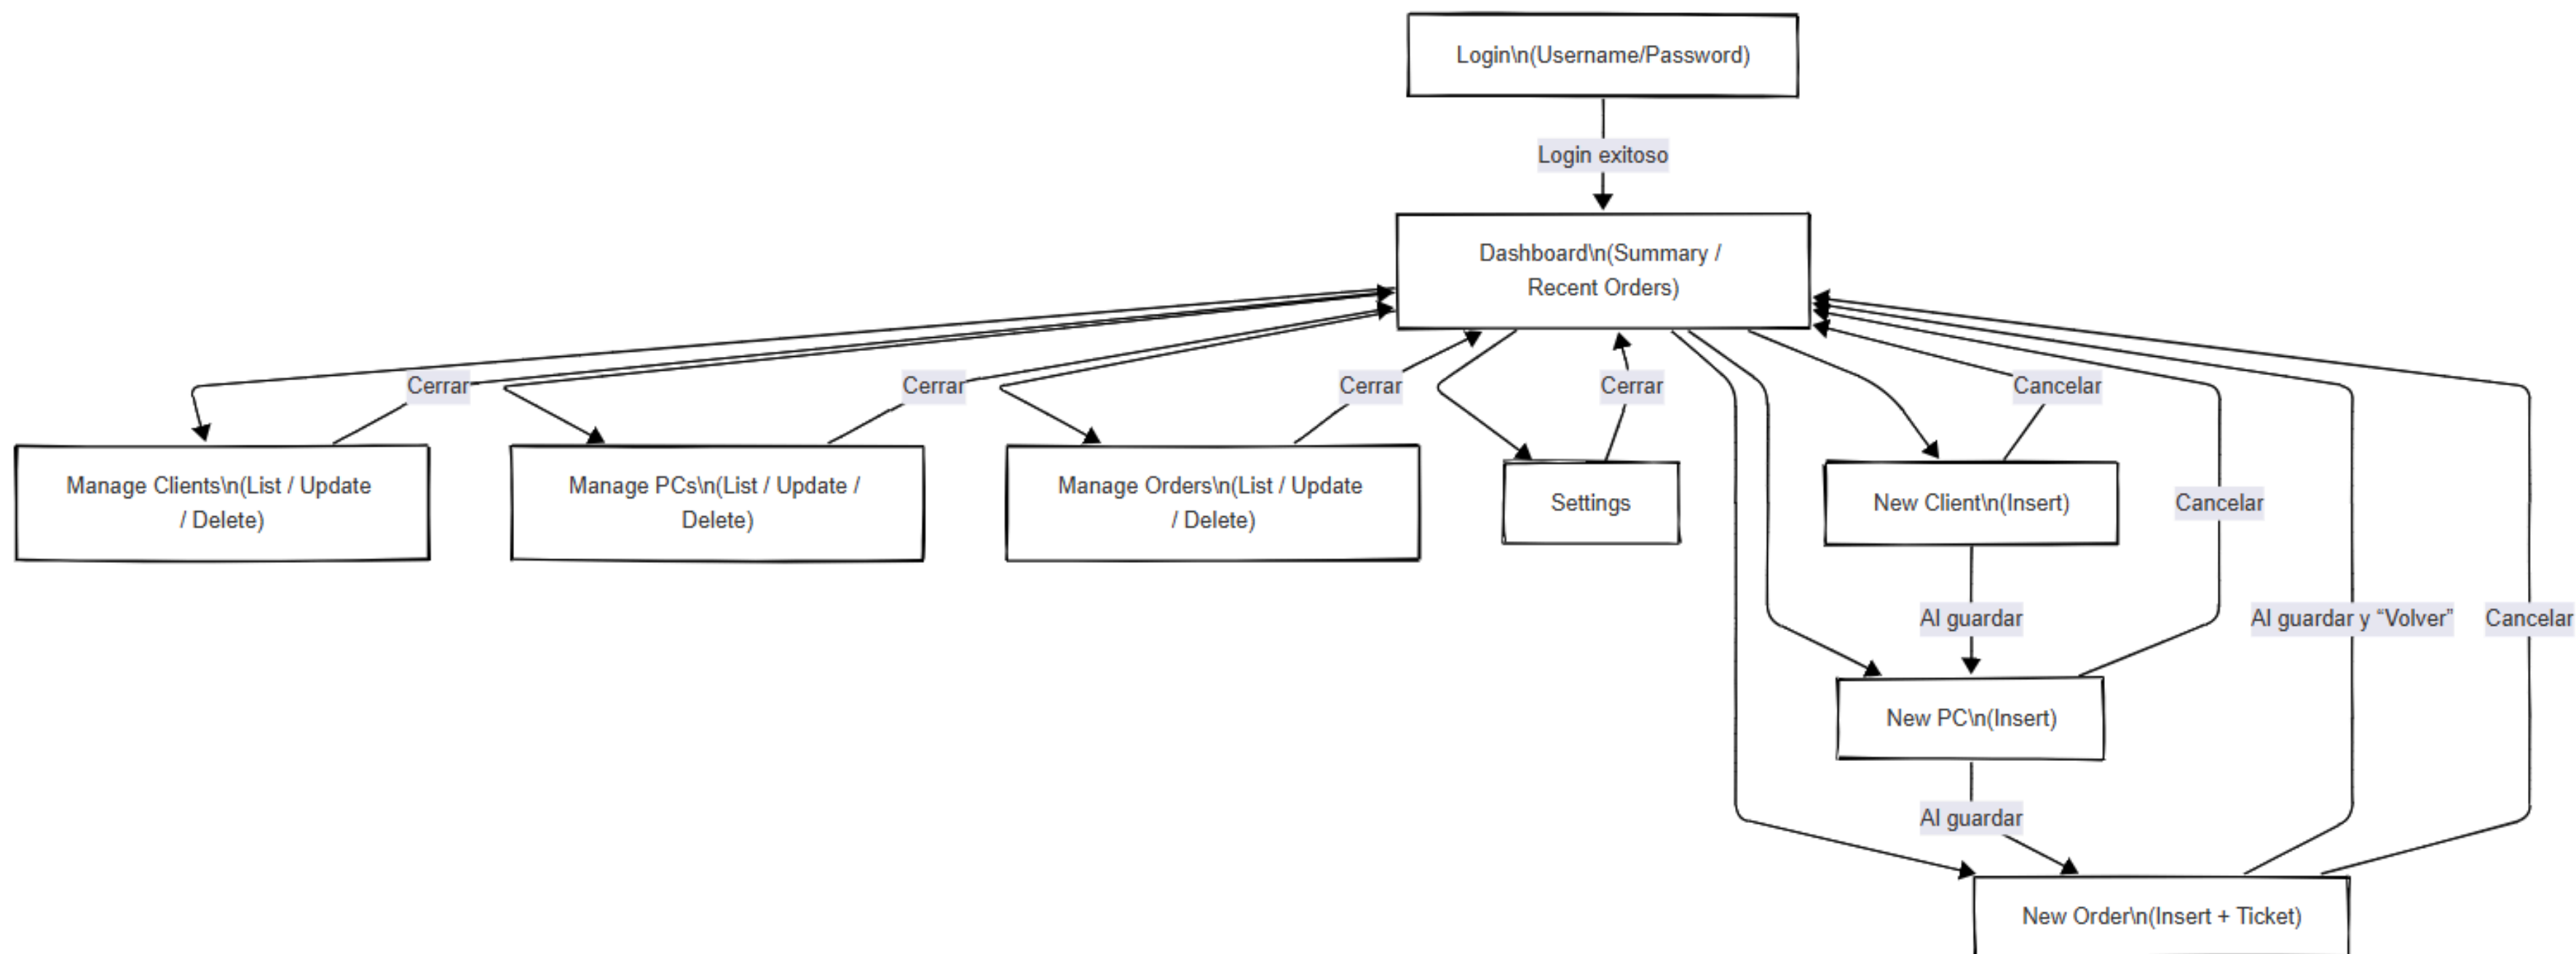 Login\n(Username/Password)
Login exitoso
Dashboard\n(Summary /
Recent Orders)
Cerrar
Cerrar
Cerrar
Cerrar
Cancelar
Manage Clients\n(List / Update
/ Delete)
Manage PCs\n(List / Update /
Delete)
Manage Orders\n(List / Update
/ Delete)
Settings
New Client\n(Insert)
Cancelar
Al guardar
Al guardar y “Volver”
Cancelar
New PC\n(Insert)
Al guardar
New Order\n(Insert + Ticket)